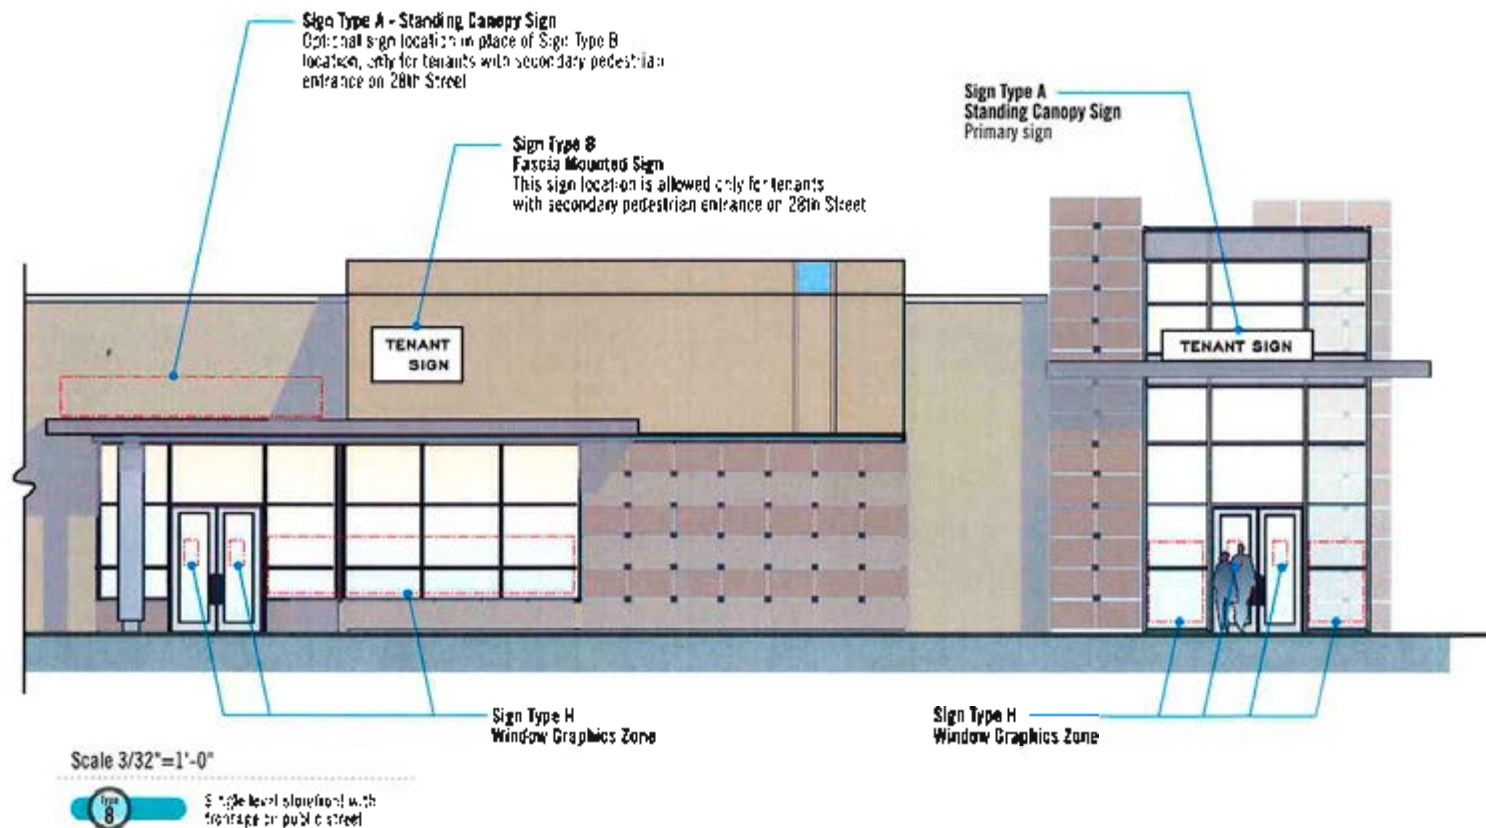 Sign Type A - Standing Canopy Sign
Optional sign location in place of Sign Type B
location, only for tenants with secondary pedestrian
entrance on 28th Street
Sign Type A
Standing Canopy Sign
Primary sign
Sign Type B
Fascia Mounted Sign
This sign location is allowed only for tenants
with secondary pedestrian entrance on 28th Street
TENANT
SIGN
TENANT SIGN
Sign Type H
Window Graphics Zone
Sign Type H
Window Graphics Zone
Scale 3/32"=1'-0"
Type
8
Single level storefront with
frontage on public street